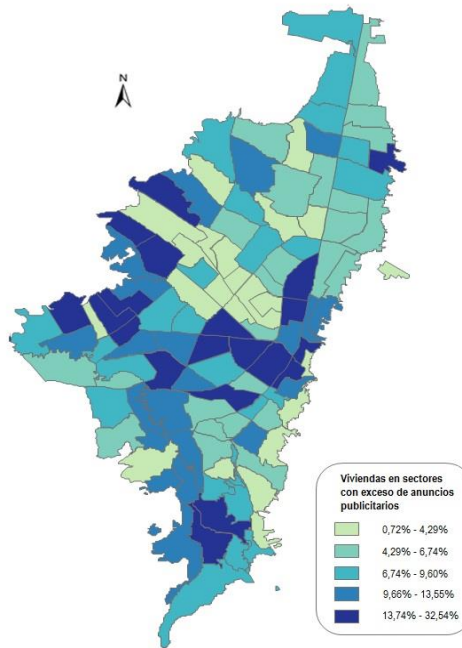 N
Viviendas en sectores
con exceso de anuncios
publicitarios
0,72% - 4,29%
4,29% - 6,74%
6,74% - 9,60%
9,66% - 13,55%
13,74% - 32,54%